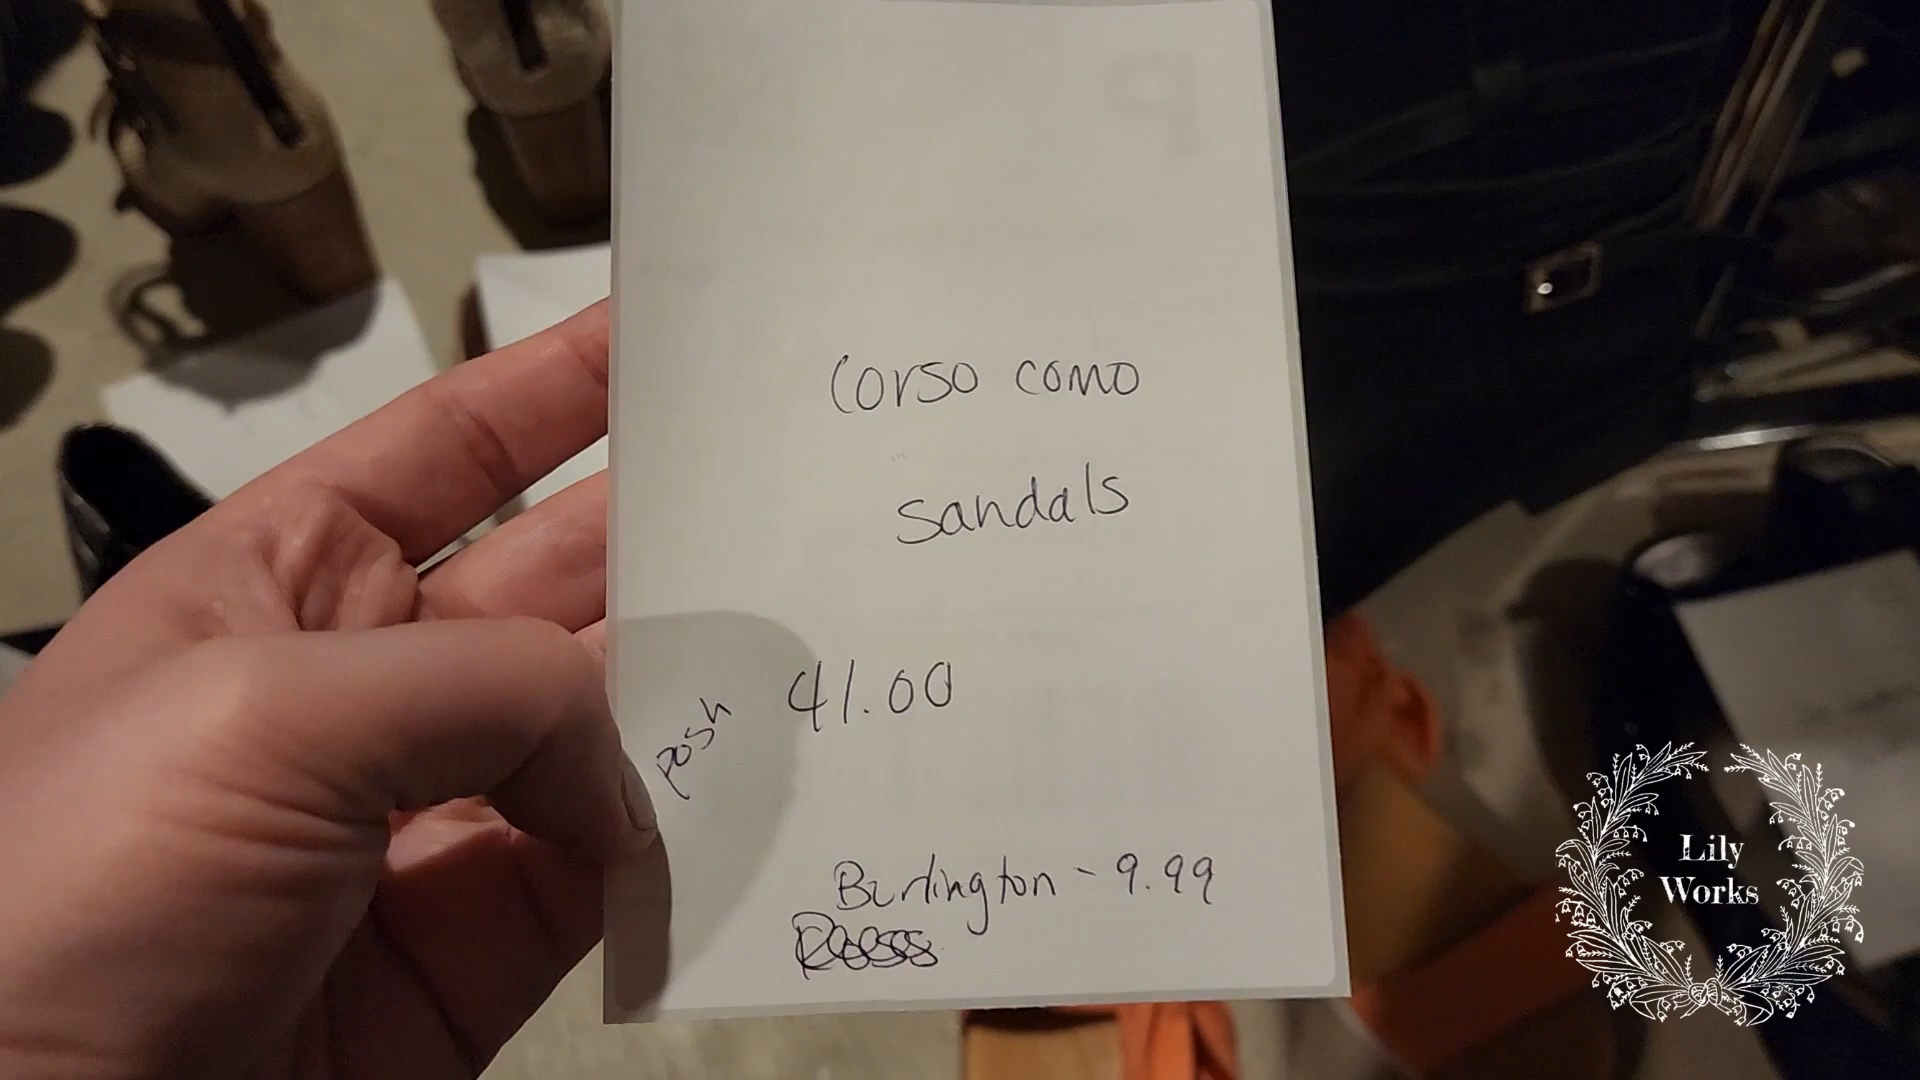 Corso como
sandals
posh 41.00
Burlington - 9.99
Lily
Works